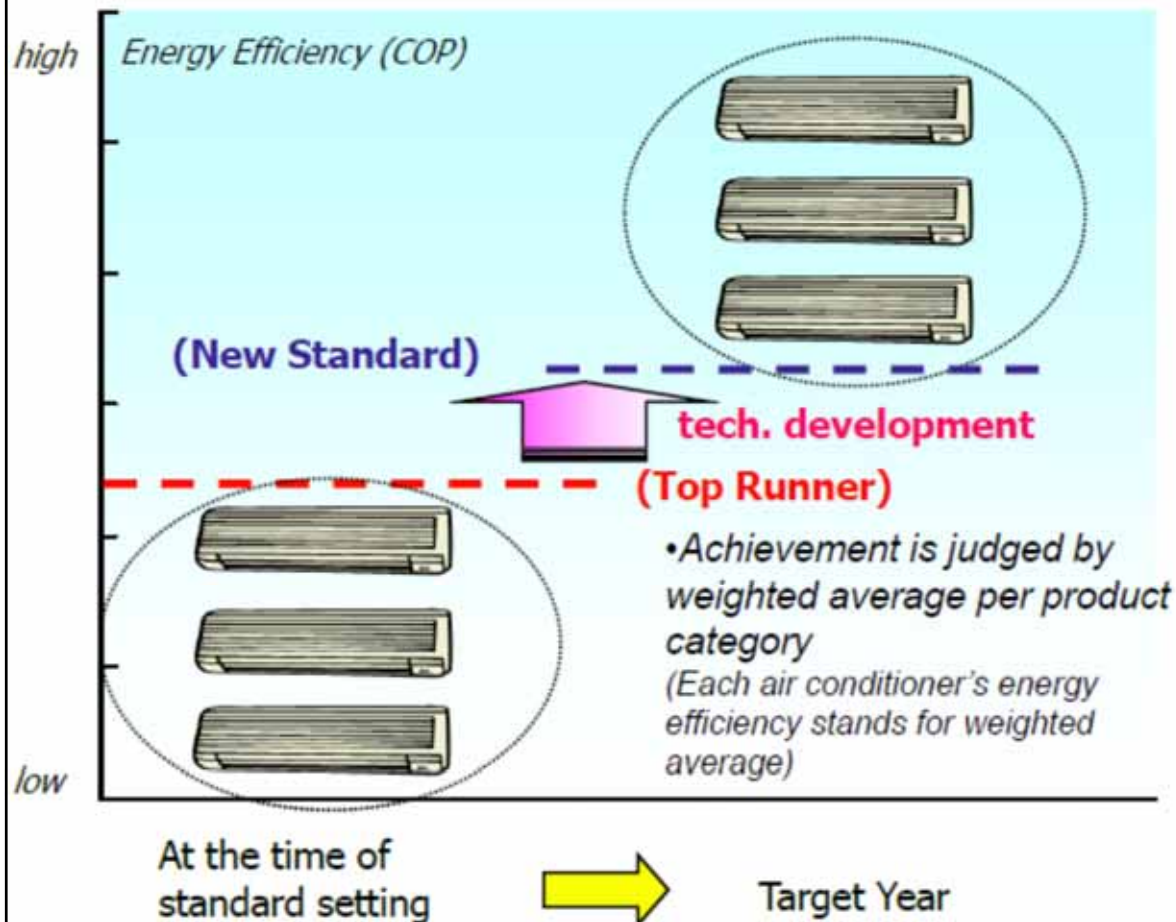 high
Energy Efficiency (COP)
(New Standard)
tech. development
(Top Runner)
•Achievement is judged by
weighted average per product
category
(Each air conditioner's energy
efficiency stands for weighted
average)
low
At the time of
standard setting
Target Year